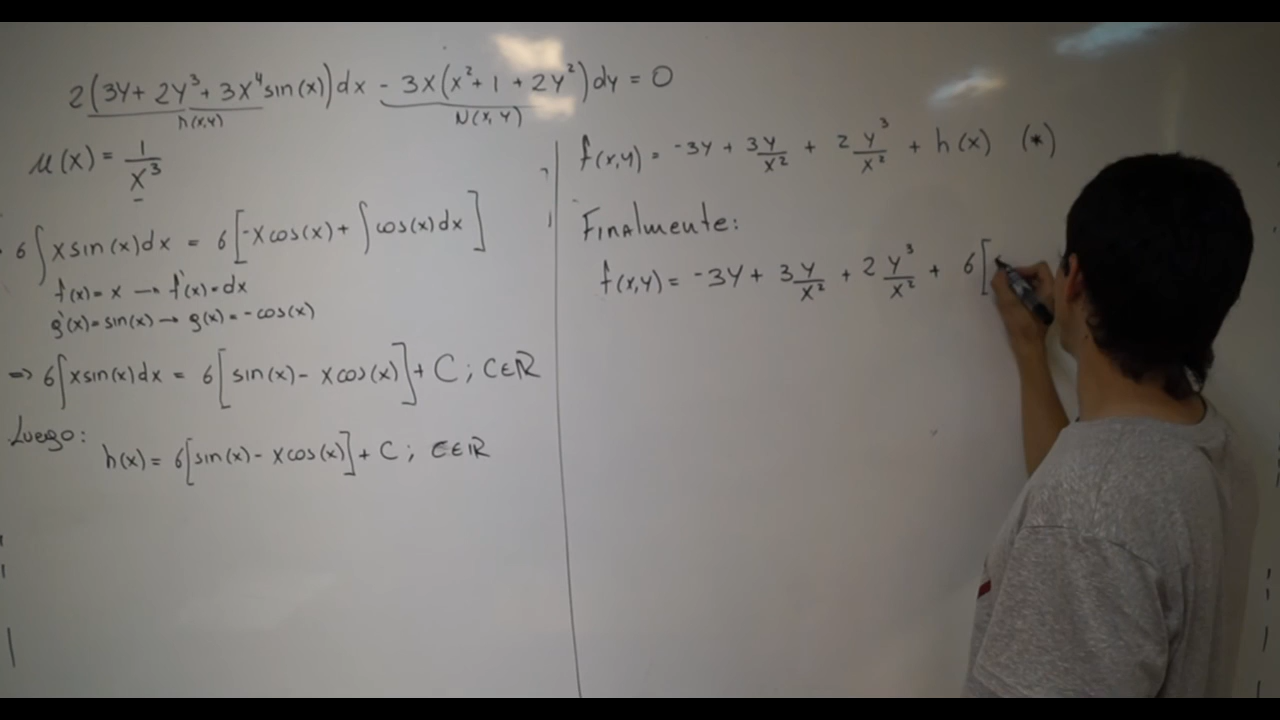 2(3y + 2y³ + 3x⁴sin(x))dx - 3x(x² + 1 + 2y²)dy = 0
M(x,y) N(x,y)
μ(x) = 1/x³
6∫xsin(x)dx = 6[-xcos(x) + ∫cos(x)dx]
f(x) = x → f'(x) = dx
g'(x) = sin(x) → g(x) = -cos(x)
⇒ 6∫xsin(x)dx = 6[sin(x) - xcos(x)] + C ; C∈ℝ
Luego:
h(x) = 6[sin(x) - xcos(x)] + C ; C∈ℝ
f(x,y) = -3y + 3y/x² + 2y³/x² + h(x) (*)
Finalmente:
f(x,y) = -3y + 3y/x² + 2y³/x² + 6[